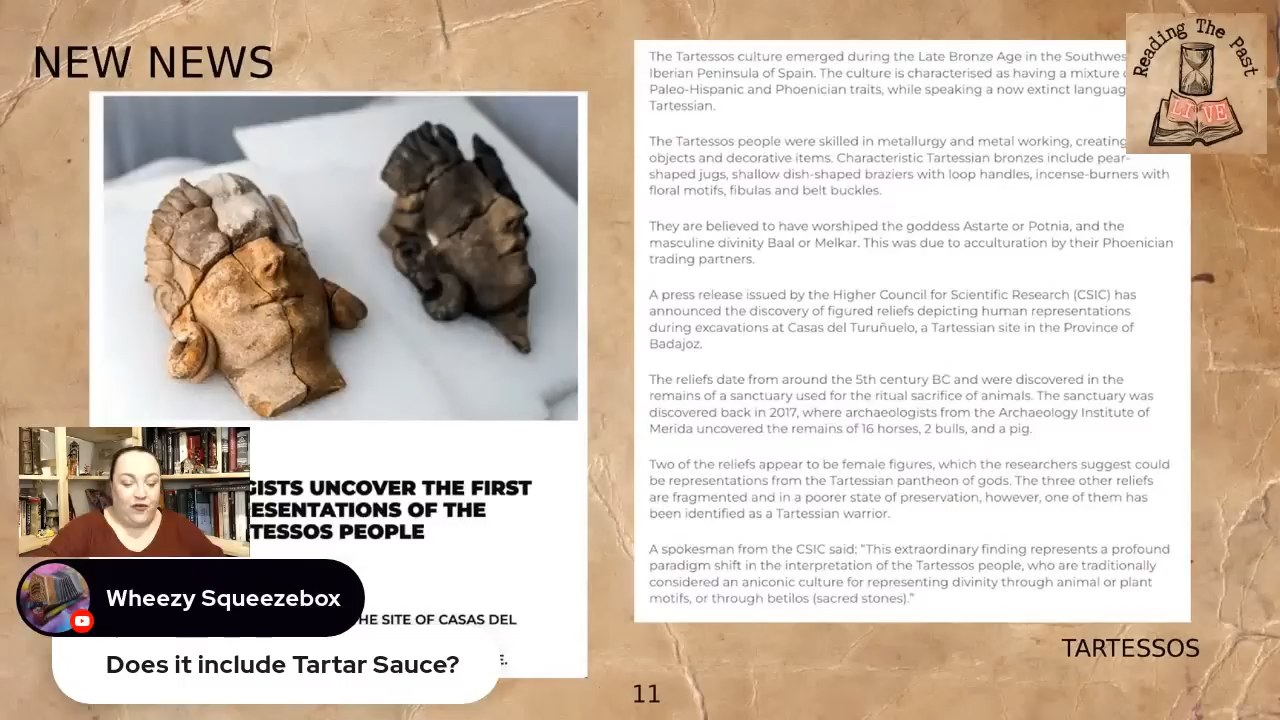 NEW NEWS
Reading The Past
LIVE
GISTS UNCOVER THE FIRST
ESENTATIONS OF THE
TESSOS PEOPLE
HE SITE OF CASAS DEL
E.
Wheezy Squeezebox
Does it include Tartar Sauce?
The Tartessos culture emerged during the Late Bronze Age in the Southwes
Iberian Peninsula of Spain. The culture is characterised as having a mixture
Paleo-Hispanic and Phoenician traits, while speaking a now extinct languag
Tartessian.
The Tartessos people were skilled in metallurgy and metal working, creating
objects and decorative items. Characteristic Tartessian bronzes include pear-
shaped jugs, shallow dish-shaped braziers with loop handles, incense-burners with
floral motifs, fibulas and belt buckles.
They are believed to have worshiped the goddess Astarte or Potnia, and the
masculine divinity Baal or Melkar. This was due to acculturation by their Phoenician
trading partners.
A press release issued by the Higher Council for Scientific Research (CSIC) has
announced the discovery of figured reliefs depicting human representations
during excavations at Casas del Turuñuelo, a Tartessian site in the Province of
Badajoz.
The reliefs date from around the 5th century BC and were discovered in the
remains of a sanctuary used for the ritual sacrifice of animals. The sanctuary was
discovered back in 2017, where archaeologists from the Archaeology Institute of
Merida uncovered the remains of 16 horses, 2 bulls, and a pig.
Two of the reliefs appear to be female figures, which the researchers suggest could
be representations from the Tartessian pantheon of gods. The three other reliefs
are fragmented and in a poorer state of preservation, however, one of them has
been identified as a Tartessian warrior.
A spokesman from the CSIC said: "This extraordinary finding represents a profound
paradigm shift in the interpretation of the Tartessos people, who are traditionally
considered an aniconic culture for representing divinity through animal or plant
motifs, or through betilos (sacred stones)."
TARTESSOS
11